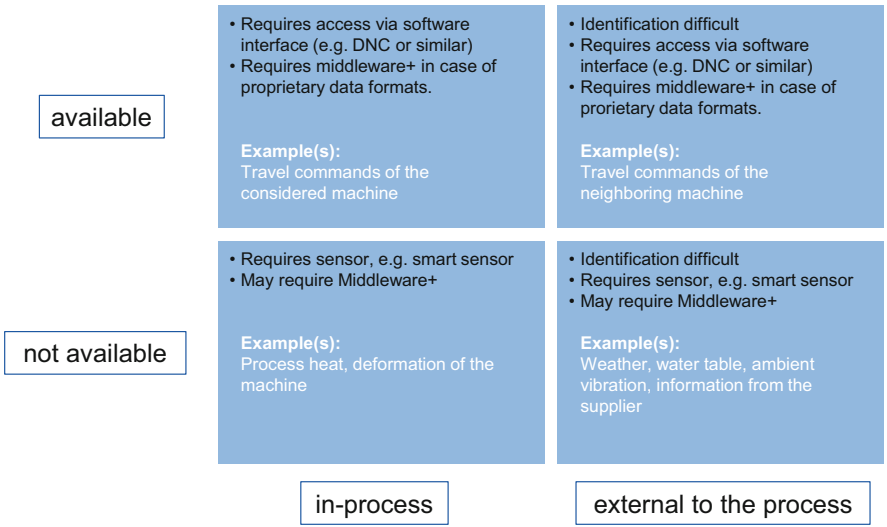 • Requires access via software
interface (e.g. DNC or similar)
• Requires middleware+ in case of
proprietary data formats.
Example(s):
Travel commands of the
considered machine
• Identification difficult
• Requires access via software
interface (e.g. DNC or similar)
• Requires middleware+ in case of
prorietary data formats.
Example(s):
Travel commands of the
neighboring machine
available
• Requires sensor, e.g. smart sensor
• May require Middleware+
Example(s):
Process heat, deformation of the
machine
• Identification difficult
• Requires sensor, e.g. smart sensor
• May require Middleware+
Example(s):
Weather, water table, ambient
vibration, information from the
supplier
not available
in-process
external to the process